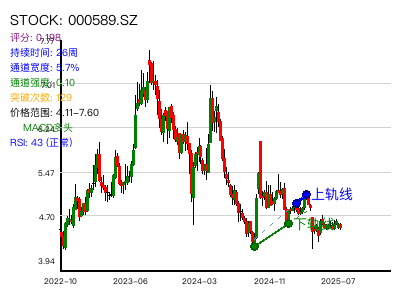 STOCK: 000589.SZ
评分: 0.198
7.77
持续时间: 26周
通道宽度: 5.7%
通道强度: 0.10
7.01
突破次数: 129
价格范围: 4.11–7.60
MACD多头
6.24
RSI: 43 (正常)
5.47
上轨线
4.70
下轨线
3.94
2022–10
2023–06
2024–03
2024–11
2025–07